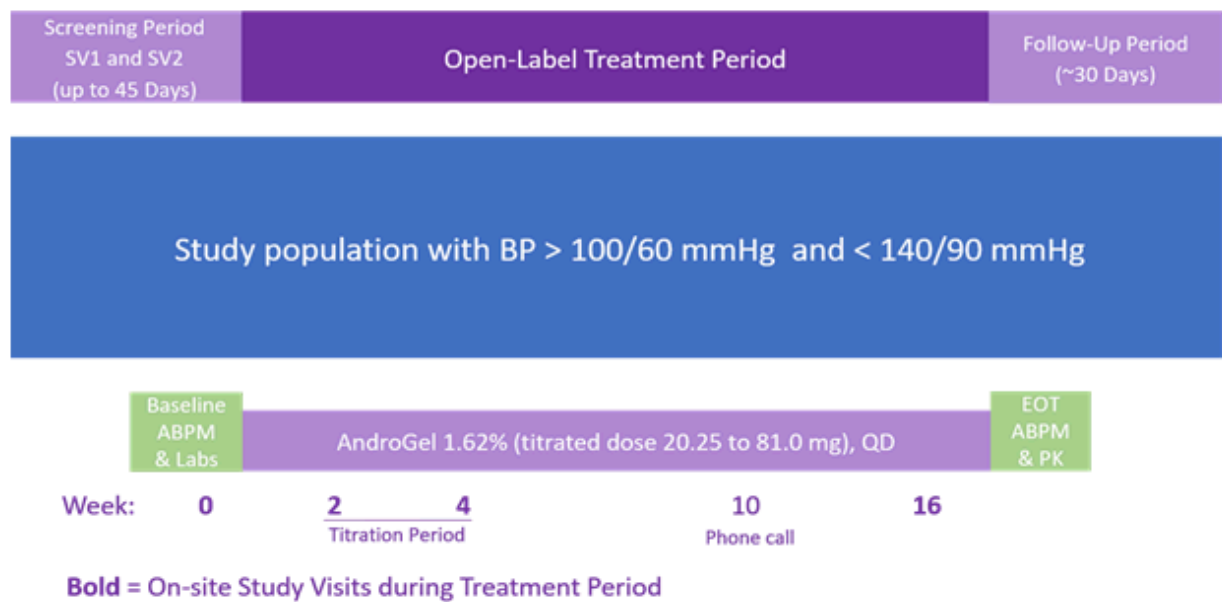 Screening Period
SV1 and SV2
(up to 45 Days)
Open-Label Treatment Period
Follow-Up Period
(~30 Days)
Study population with BP > 100/60 mmHg and < 140/90 mmHg
Baseline
ABPM
& Labs
AndroGel 1.62% (titrated dose 20.25 to 81.0 mg), QD
EOT
ABPM
& PK
Week: 0 2 4 10 16
Titration Period
Phone call
Bold = On-site Study Visits during Treatment Period